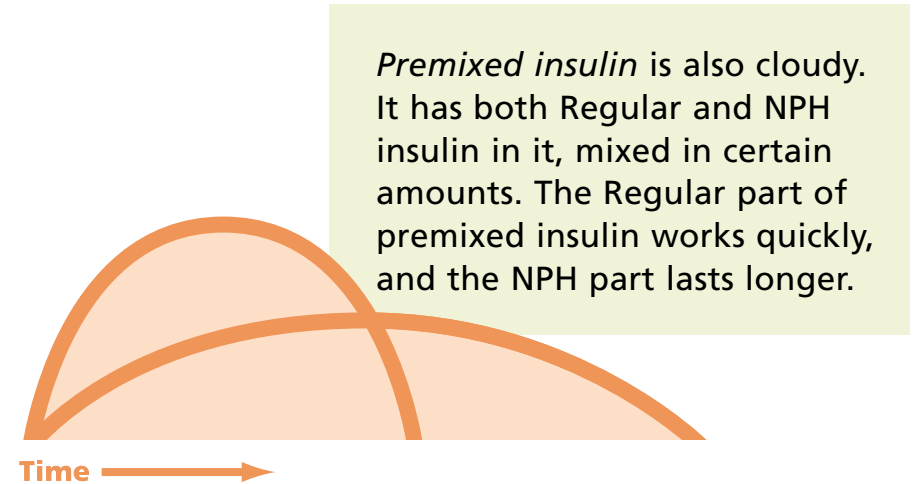 Premixed insulin is also cloudy.
It has both Regular and NPH
insulin in it, mixed in certain
amounts. The Regular part of
premixed insulin works quickly,
and the NPH part lasts longer.
Time